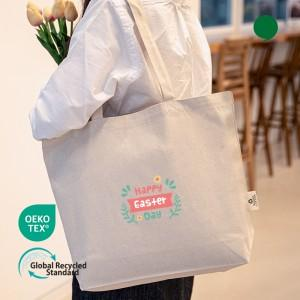 Happy
Easter
Day
OEKO
TEX®
Global Recycled
Standard